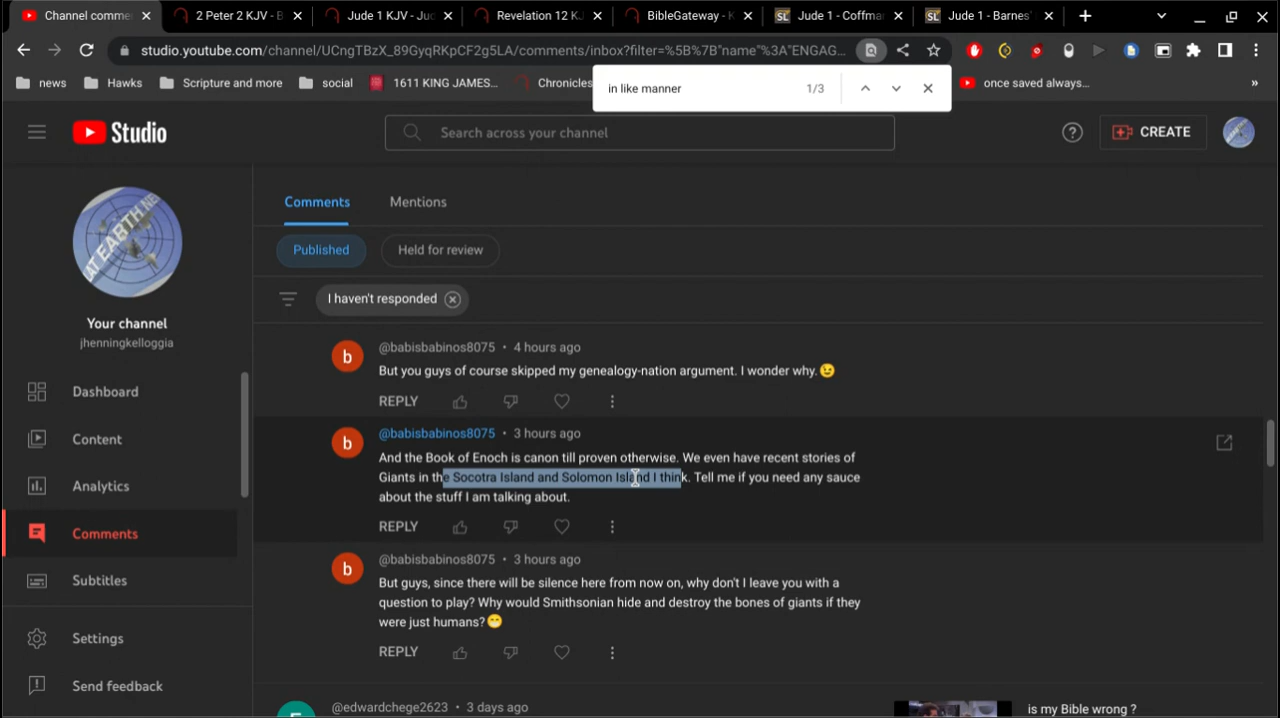 Channel comme
2 Peter 2 KJV - B
Jude 1 KJV - Juc
Revelation 12 KJ
BibleGateway - K
Jude 1 - Coffma
Jude 1 - Barnes'
studio.youtube.com/channel/UCngTBzX_89GyqRKpCF2g5LA/comments/inbox?filter=%5B%7B"name"%3A"ENGAG...
news
Hawks
Scripture and more
social
1611 KING JAMES...
Chronicles
once saved always...
»
in like manner
1/3
Studio
Search across your channel
CREATE
AT EARTH NE
Your channel
jhenningkelloggia
Dashboard
Content
Analytics
Comments
Subtitles
Settings
Send feedback
Comments
Mentions
Published
Held for review
I haven't responded
b
@babisbabinos8075 • 4 hours ago
But you guys of course skipped my genealogy-nation argument. I wonder why.😉
REPLY
b
@babisbabinos8075 • 3 hours ago
And the Book of Enoch is canon till proven otherwise. We even have recent stories of
Giants in the Socotra Island and Solomon Island I think. Tell me if you need any sauce
about the stuff I am talking about.
REPLY
b
@babisbabinos8075 • 3 hours ago
But guys, since there will be silence here from now on, why don't I leave you with a
question to play? Why would Smithsonian hide and destroy the bones of giants if they
were just humans?😁
REPLY
@edwardchege2623 • 3 days ago
is my Bible wrong ?